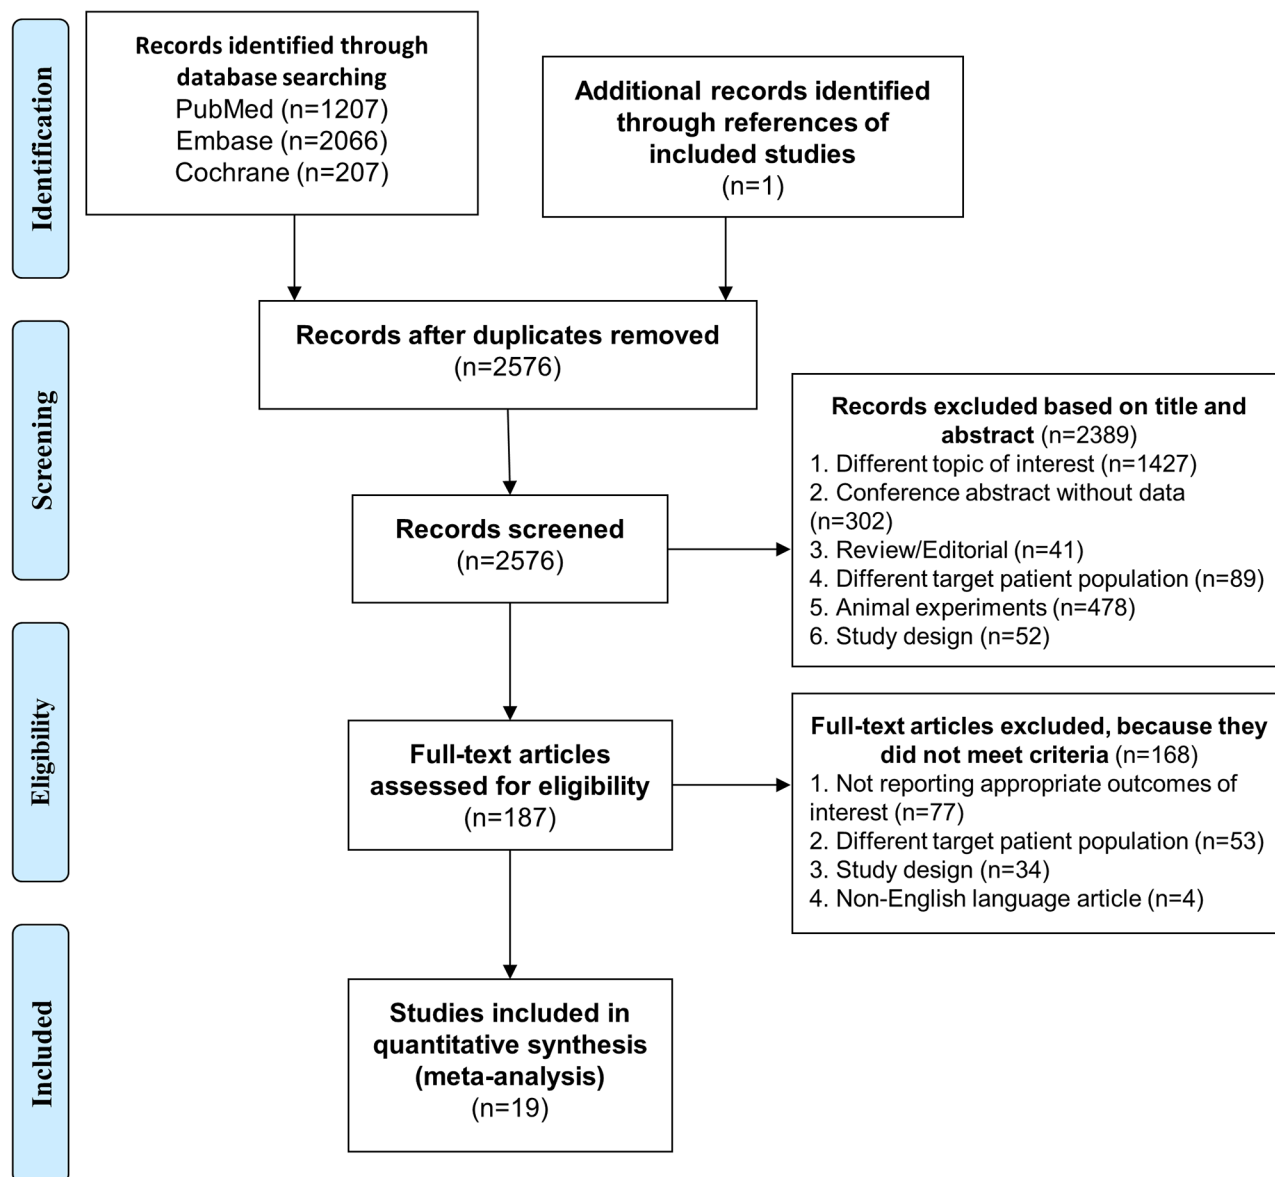 Identification
Records identified through
database searching
PubMed (n=1207)
Embase (n=2066)
Cochrane (n=207)
Additional records identified
through references of
included studies
(n=1)
Screening
Records after duplicates removed
(n=2576)
Records screened
(n=2576)
Records excluded based on title and
abstract (n=2389)
1. Different topic of interest (n=1427)
2. Conference abstract without data
(n=302)
3. Review/Editorial (n=41)
4. Different target patient population (n=89)
5. Animal experiments (n=478)
6. Study design (n=52)
Eligibility
Full-text articles
assessed for eligibility
(n=187)
Full-text articles excluded, because they
did not meet criteria (n=168)
1. Not reporting appropriate outcomes of
interest (n=77)
2. Different target patient population (n=53)
3. Study design (n=34)
4. Non-English language article (n=4)
Included
Studies included in
quantitative synthesis
(meta-analysis)
(n=19)